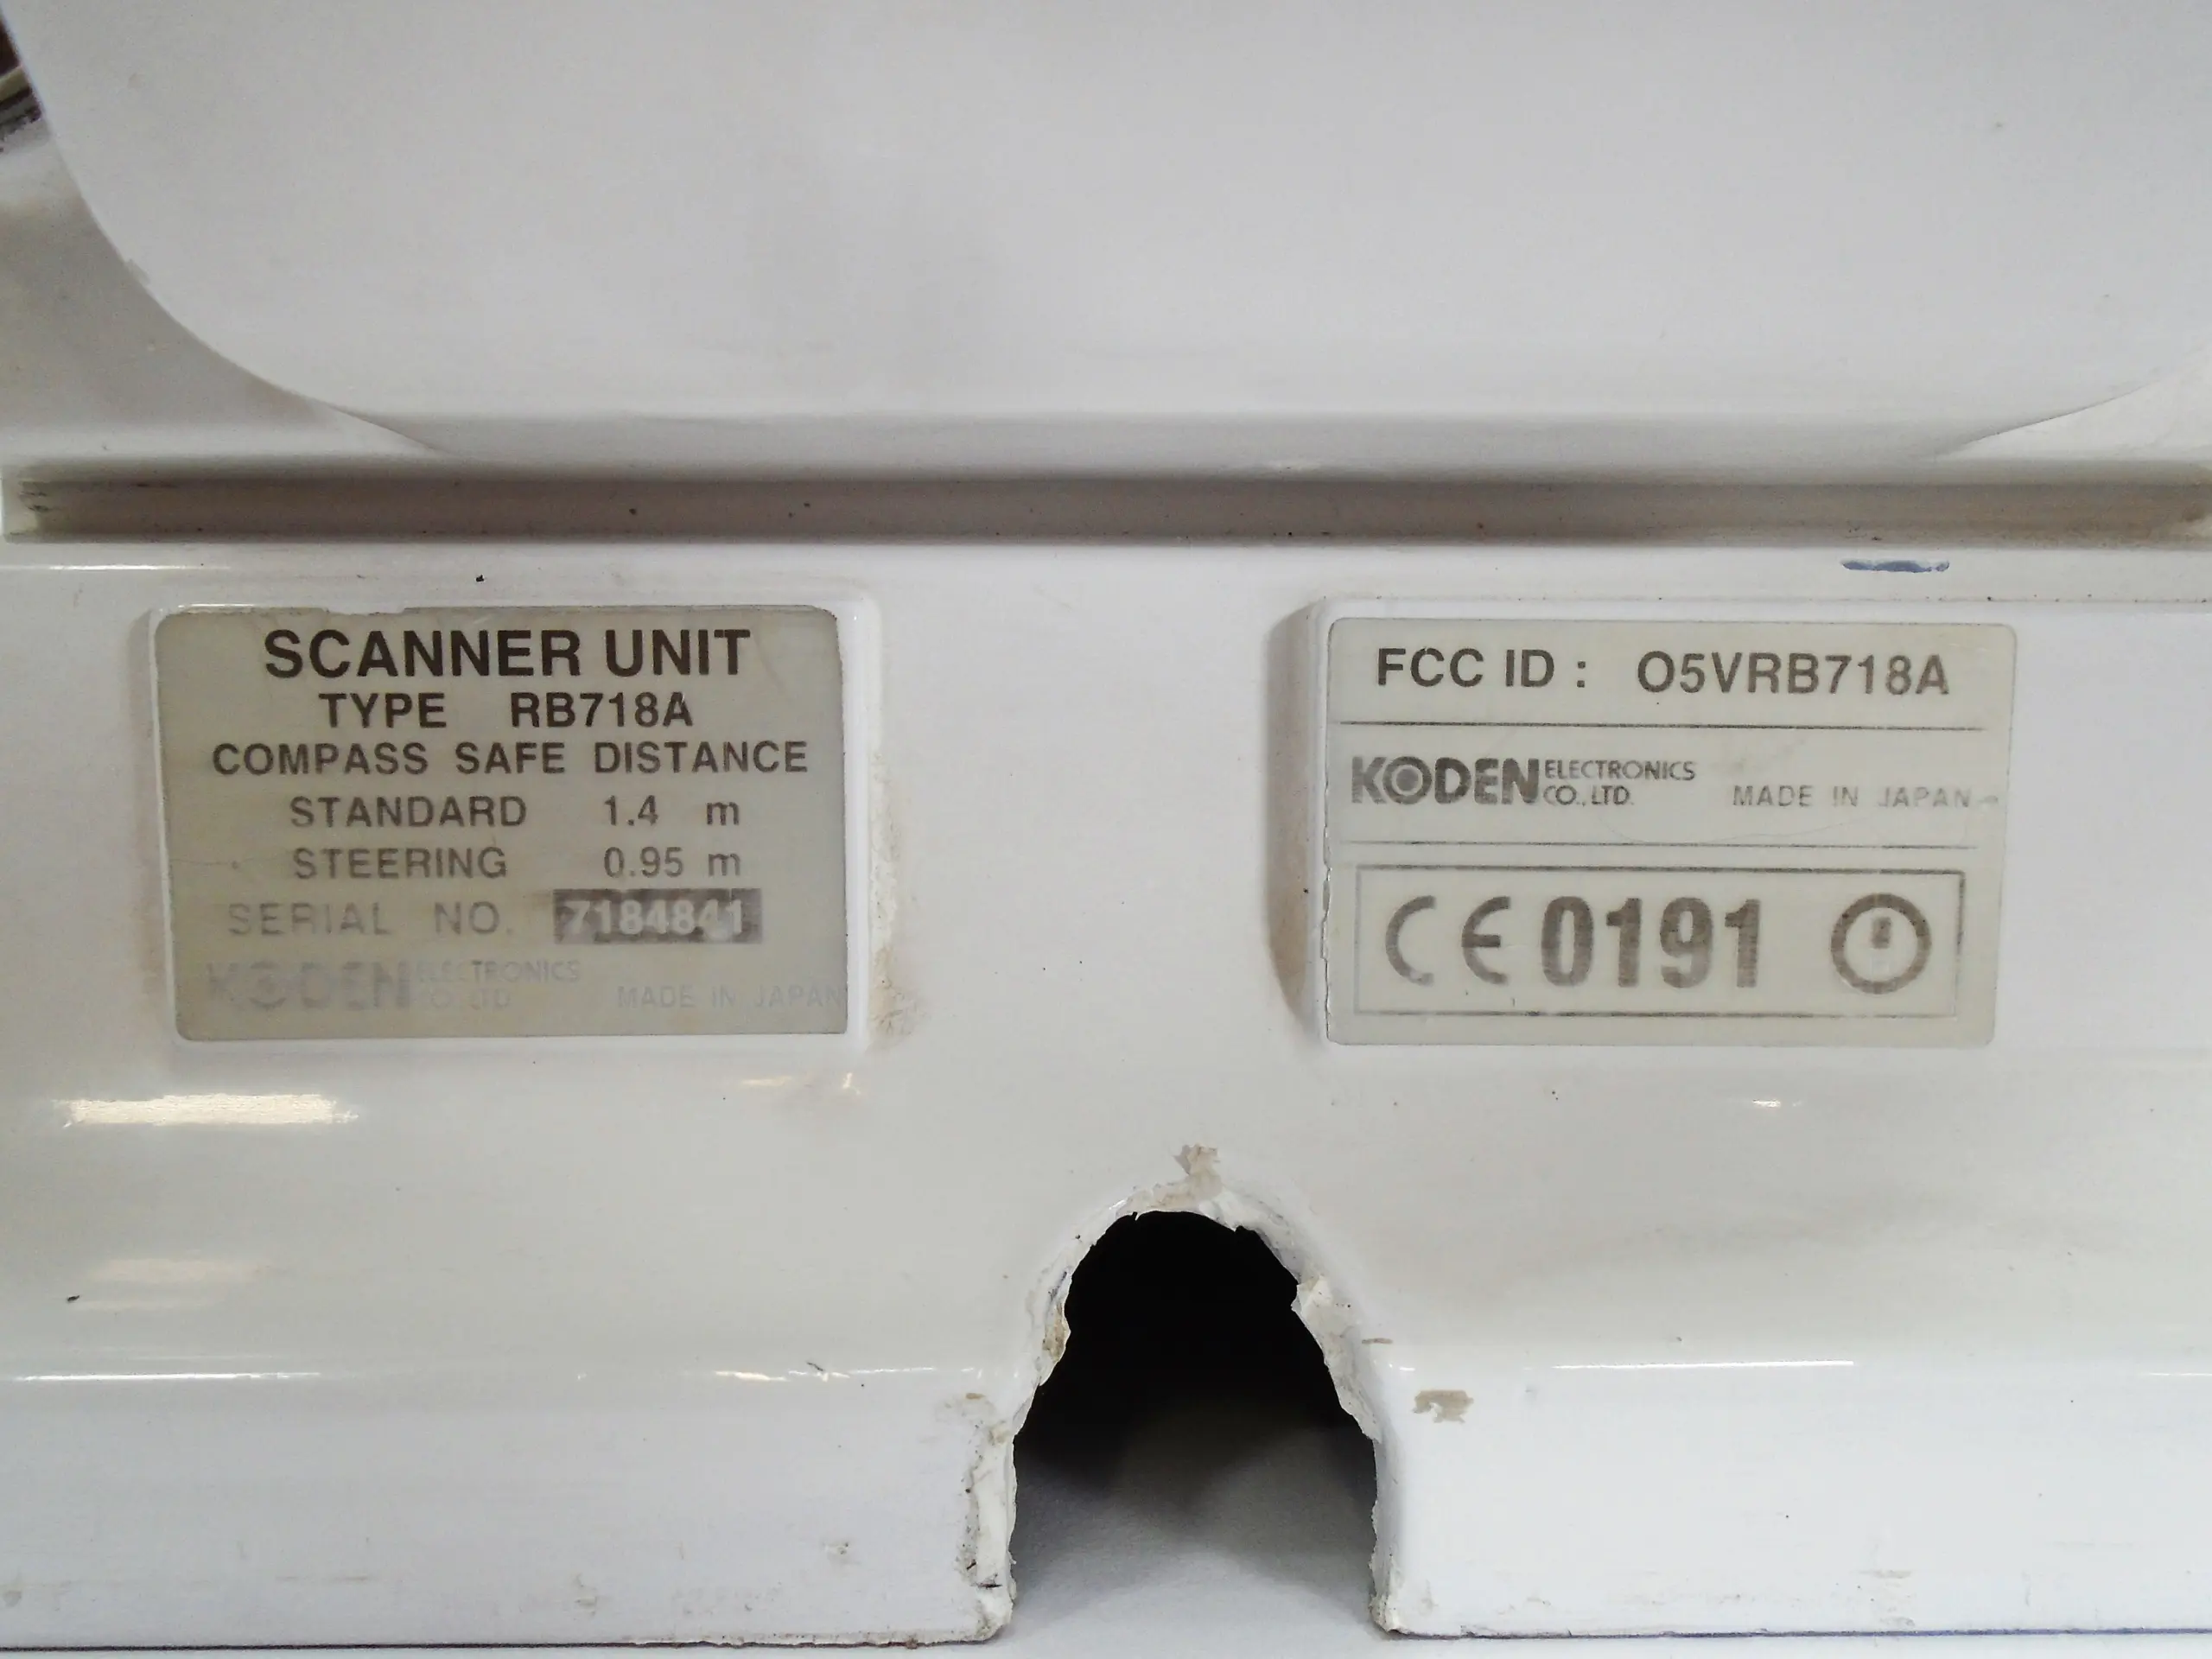 SCANNER UNIT
TYPE RB718A
COMPASS SAFE DISTANCE
STANDARD 1.4 m
STEERING 0.95 m
SERIAL NO. 7184841
KODEN ELECTRONICS
CO., LTD.
MADE IN JAPAN
FCC ID : O5VRB718A
KODEN ELECTRONICS
CO., LTD.
MADE IN JAPAN
CE 0191